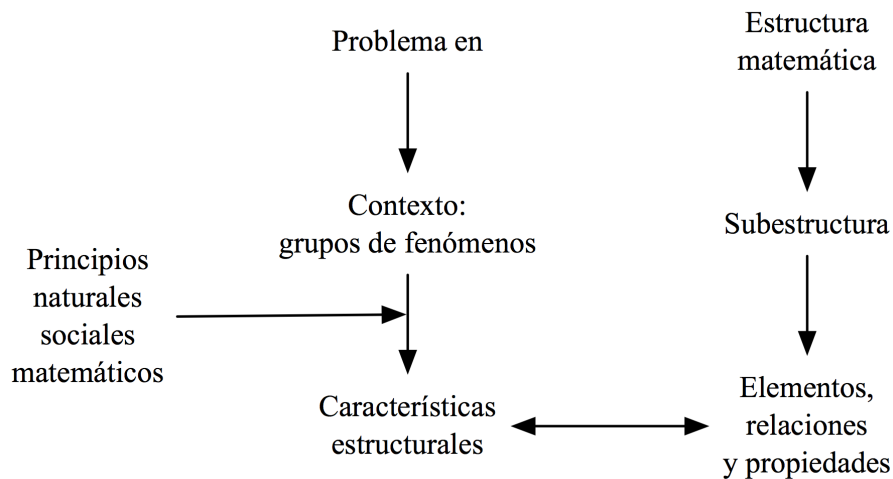 Problema en
Estructura
matemática
Contexto:
grupos de fenómenos
Subestructura
Principios
naturales
sociales
matemáticos
Características
estructurales
Elementos,
relaciones
y propiedades